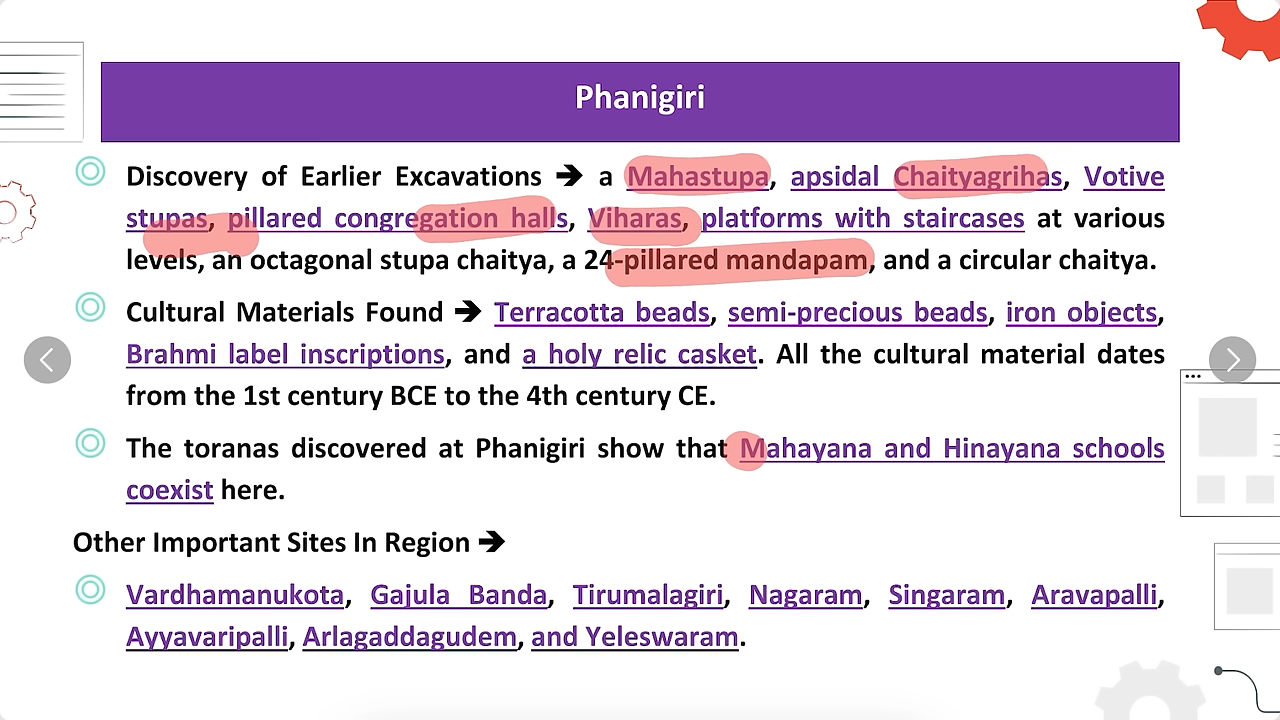 Phanigiri
Discovery of Earlier Excavations ➔ a Mahastupa, apsidal Chaityagrihas, Votive
stupas, pillared congregation halls, Viharas, platforms with staircases at various
levels, an octagonal stupa chaitya, a 24-pillared mandapam, and a circular chaitya.
Cultural Materials Found ➔ Terracotta beads, semi-precious beads, iron objects,
Brahmi label inscriptions, and a holy relic casket. All the cultural material dates
from the 1st century BCE to the 4th century CE.
The toranas discovered at Phanigiri show that Mahayana and Hinayana schools
coexist here.
Other Important Sites In Region ➔
Vardhamanukota, Gajula Banda, Tirumalagiri, Nagaram, Singaram, Aravapalli,
Ayyavaripalli, Arlagaddagudem, and Yeleswaram.